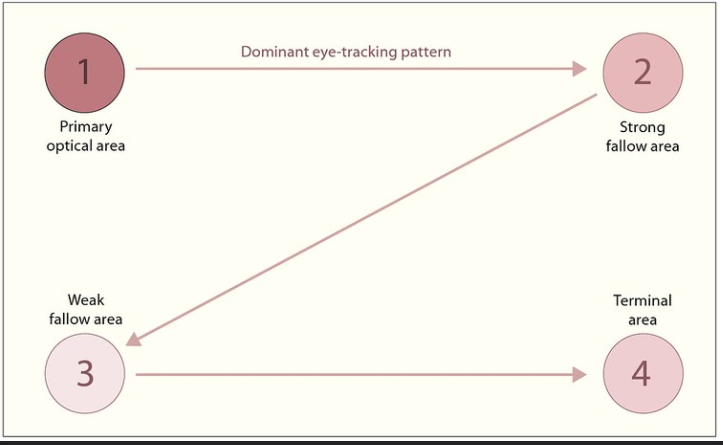 Dominant eye-tracking pattern
1
Primary
optical area
2
Strong
fallow area
Weak
fallow area
3
Terminal
area
4